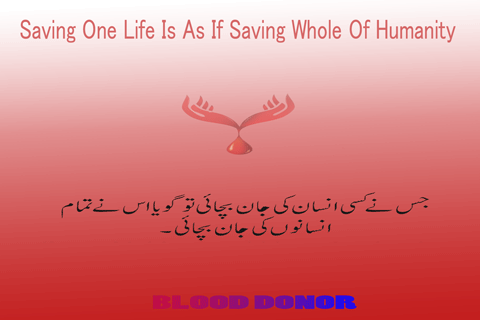 Saving One Life Is As If Saving Whole Of Humanity
جس نے کسی انسان کی جان بچائی تو گویا اس نے تمام
انسانوں کی جان بچائی ۔
BLOOD DONOR